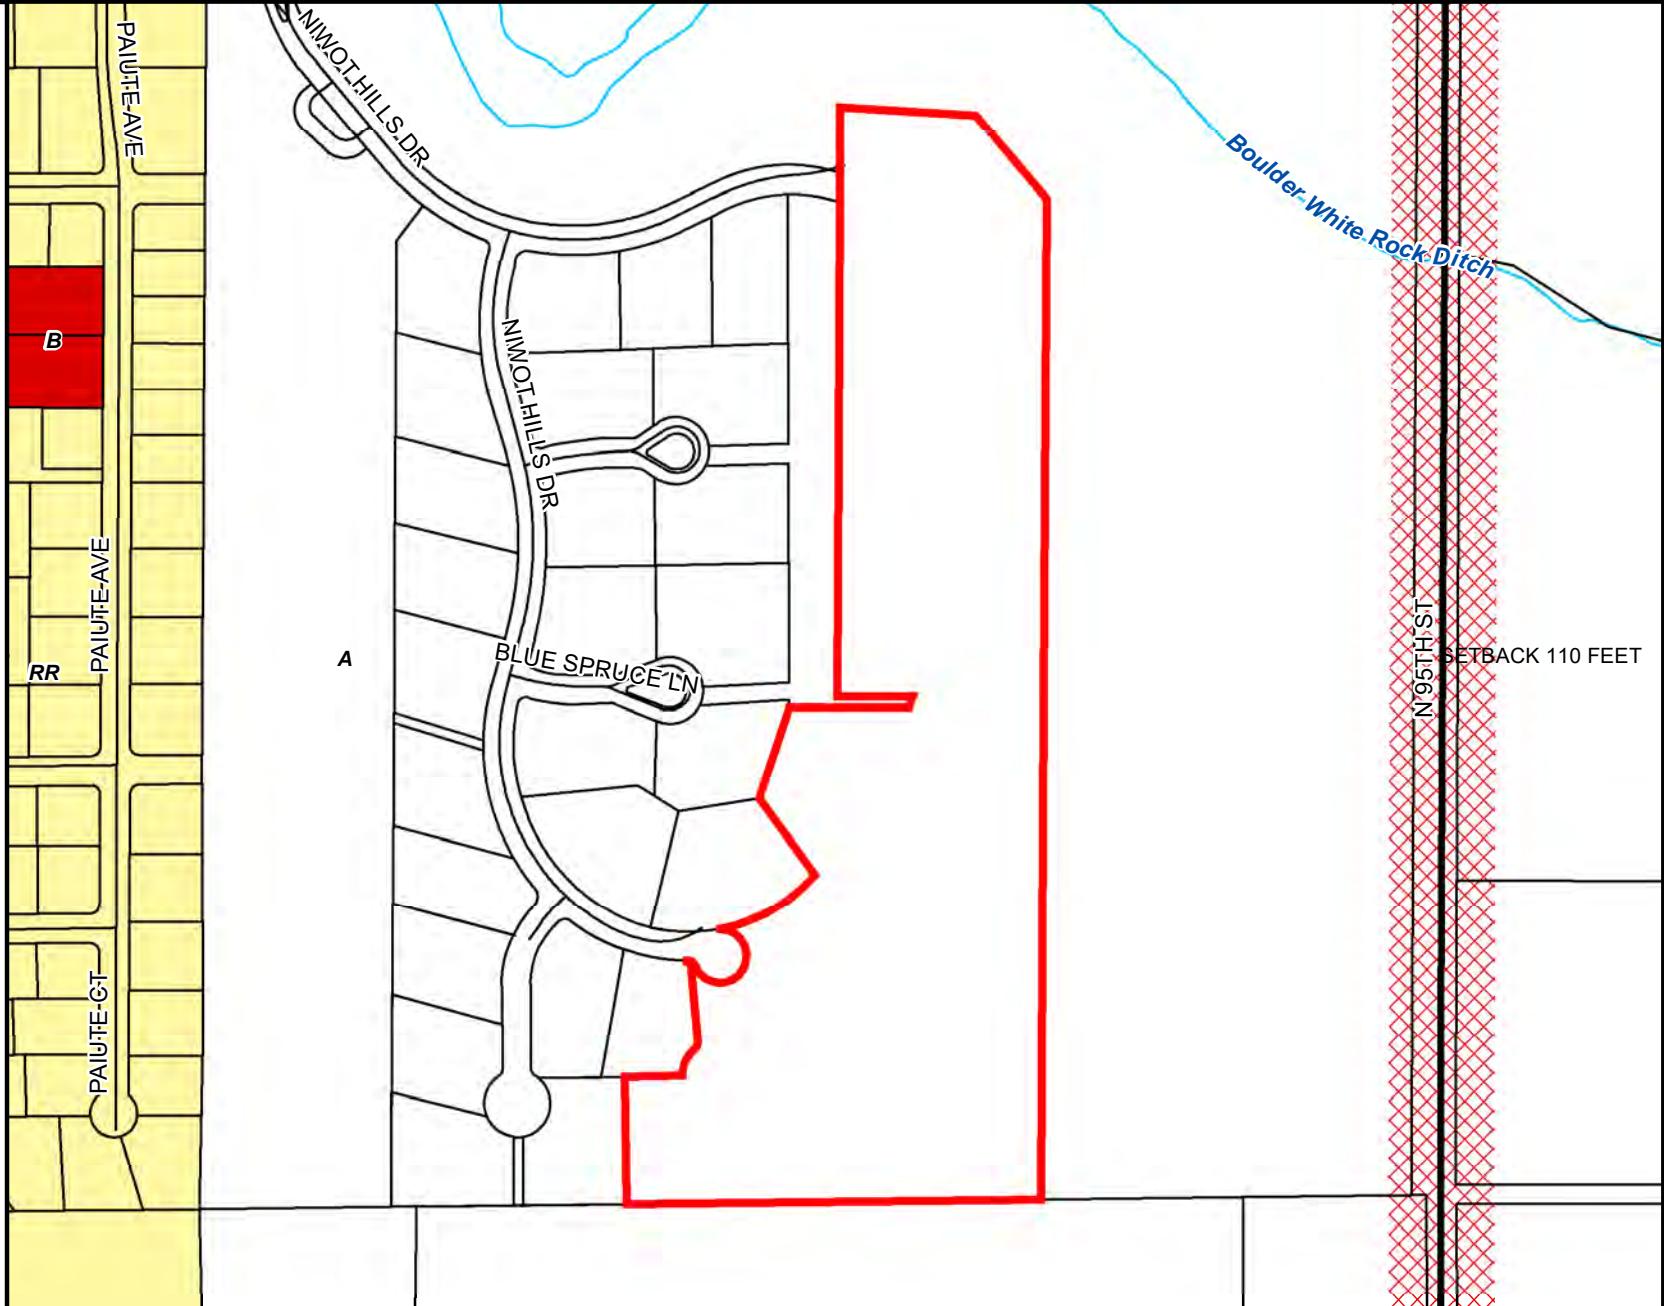 PAIUTE AVE
NIWOT HILLS DR
Boulder White Rock Ditch
B
NIWOT HILLS DR
PAIUTE AVE
RR
A
BLUE SPRUCE LN
N 95TH ST
SETBACK 110 FEET
PAIUTE CT